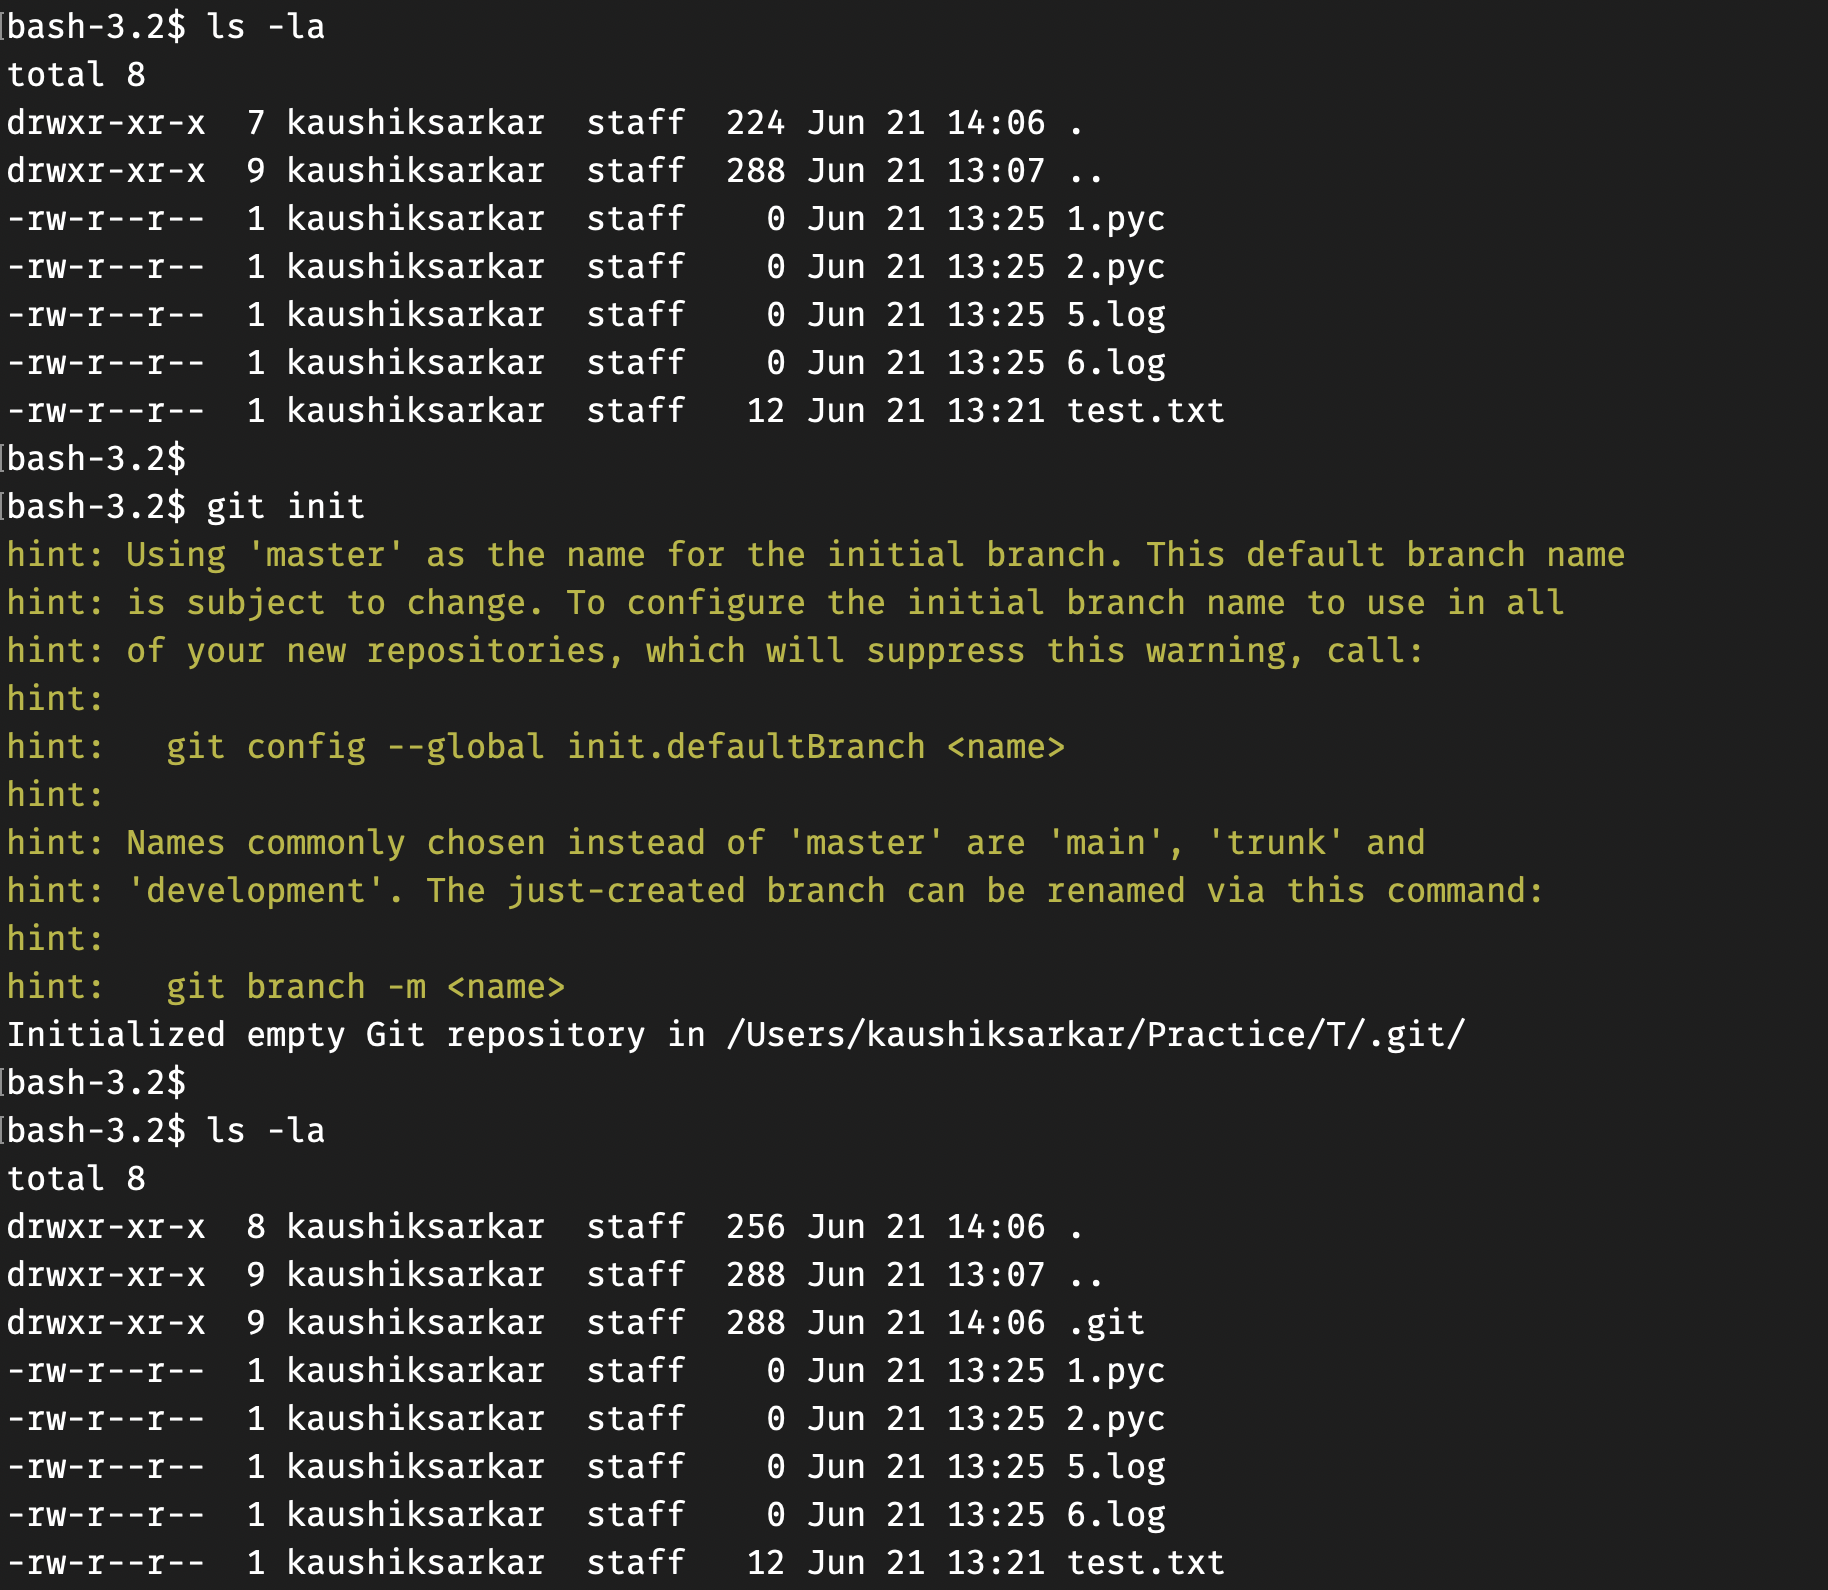 bash-3.2$ ls -la
total 8
drwxr-xr-x  7 kaushiksarkar  staff  224 Jun 21 14:06 .
drwxr-xr-x  9 kaushiksarkar  staff  288 Jun 21 13:07 ..
-rw-r--r--  1 kaushiksarkar  staff    0 Jun 21 13:25 1.pyc
-rw-r--r--  1 kaushiksarkar  staff    0 Jun 21 13:25 2.pyc
-rw-r--r--  1 kaushiksarkar  staff    0 Jun 21 13:25 5.log
-rw-r--r--  1 kaushiksarkar  staff    0 Jun 21 13:25 6.log
-rw-r--r--  1 kaushiksarkar  staff   12 Jun 21 13:21 test.txt
bash-3.2$
bash-3.2$ git init
hint: Using 'master' as the name for the initial branch. This default branch name
hint: is subject to change. To configure the initial branch name to use in all
hint: of your new repositories, which will suppress this warning, call:
hint:
hint:   git config --global init.defaultBranch <name>
hint:
hint: Names commonly chosen instead of 'master' are 'main', 'trunk' and
hint: 'development'. The just-created branch can be renamed via this command:
hint:
hint:   git branch -m <name>
Initialized empty Git repository in /Users/kaushiksarkar/Practice/T/.git/
bash-3.2$
bash-3.2$ ls -la
total 8
drwxr-xr-x  8 kaushiksarkar  staff  256 Jun 21 14:06 .
drwxr-xr-x  9 kaushiksarkar  staff  288 Jun 21 13:07 ..
drwxr-xr-x  9 kaushiksarkar  staff  288 Jun 21 14:06 .git
-rw-r--r--  1 kaushiksarkar  staff    0 Jun 21 13:25 1.pyc
-rw-r--r--  1 kaushiksarkar  staff    0 Jun 21 13:25 2.pyc
-rw-r--r--  1 kaushiksarkar  staff    0 Jun 21 13:25 5.log
-rw-r--r--  1 kaushiksarkar  staff    0 Jun 21 13:25 6.log
-rw-r--r--  1 kaushiksarkar  staff   12 Jun 21 13:21 test.txt